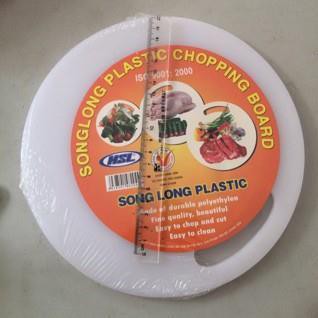 SONGLONG PLASTIC CHOPPING BOARD
ISO 9001: 2000
HSL
SONG LONG PLASTIC
Made of durable polyethylen
Fine quality, beautiful
Easy to chop and cut
Easy to clean